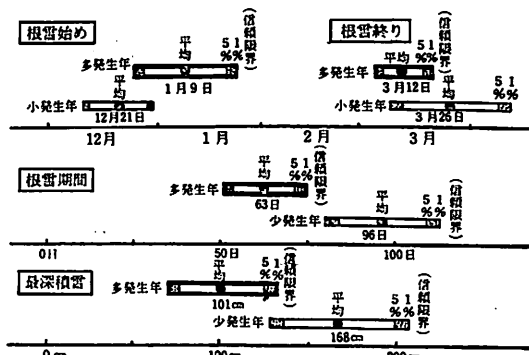 根雪始め
平均
5% 1%
(信頼限界)
多発生年
1月9日
平均
小発生年
12月21日
根雪終り
平均
5% 1%
(信頼限界)
多発生年
3月12日
平均
5% 1%
(信頼限界)
小発生年
3月26日
12月 1月 2月 3月
根雪期間
平均
5% 1%
(信頼限界)
多発生年
63日
平均
5% 1%
(信頼限界)
少発生年
96日
50日 100日
最深積雪
平均
5% 1%
(信頼限界)
多発生年
101cm
平均
5% 1%
(信頼限界)
少発生年
168cm